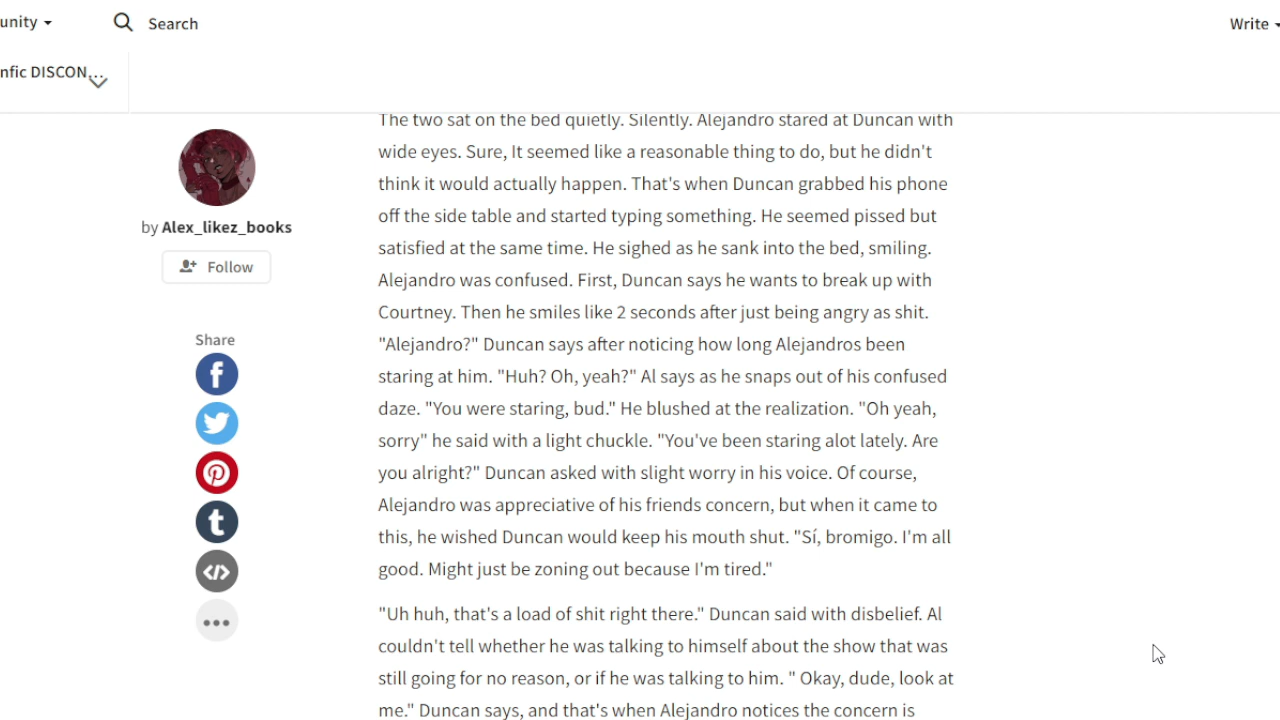 unity
Search
Write
nfic DISCON...
by Alex_likez_books
Follow
Share
The two sat on the bed quietly. Silently. Alejandro stared at Duncan with
wide eyes. Sure, It seemed like a reasonable thing to do, but he didn't
think it would actually happen. That's when Duncan grabbed his phone
off the side table and started typing something. He seemed pissed but
satisfied at the same time. He sighed as he sank into the bed, smiling.
Alejandro was confused. First, Duncan says he wants to break up with
Courtney. Then he smiles like 2 seconds after just being angry as shit.
"Alejandro?" Duncan says after noticing how long Alejandros been
staring at him. "Huh? Oh, yeah?" Al says as he snaps out of his confused
daze. "You were staring, bud." He blushed at the realization. "Oh yeah,
sorry" he said with a light chuckle. "You've been staring alot lately. Are
you alright?" Duncan asked with slight worry in his voice. Of course,
Alejandro was appreciative of his friends concern, but when it came to
this, he wished Duncan would keep his mouth shut. "Sí, bromigo. I'm all
good. Might just be zoning out because I'm tired."
"Uh huh, that's a load of shit right there." Duncan said with disbelief. Al
couldn't tell whether he was talking to himself about the show that was
still going for no reason, or if he was talking to him. " Okay, dude, look at
me." Duncan says, and that's when Alejandro notices the concern is